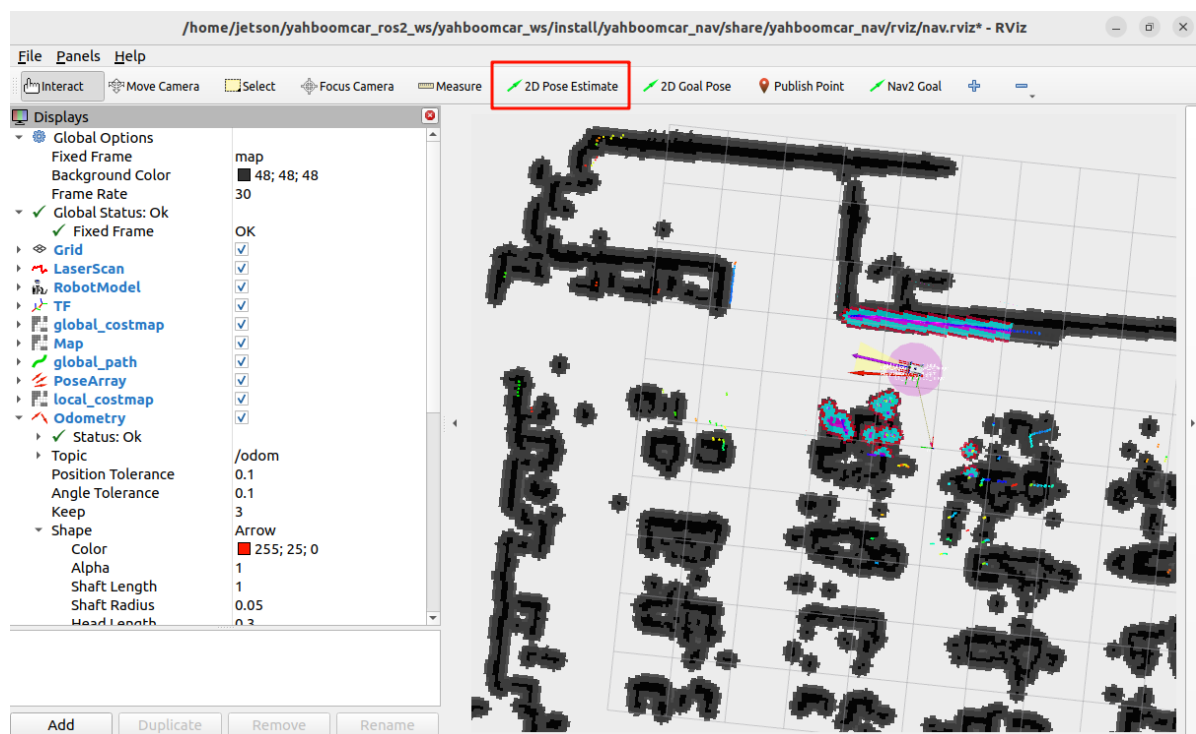 /home/jetson/yahboomcar_ros2_ws/yahboomcar_ws/install/yahboomcar_nav/share/yahboomcar_nav/rviz/nav.rviz* - RViz
File Panels Help
Interact Move Camera Select Focus Camera Measure 2D Pose Estimate 2D Goal Pose Publish Point Nav2 Goal
Displays
Global Options
Fixed Frame map
Background Color 48; 48; 48
Frame Rate 30
Global Status: Ok
Fixed Frame OK
Grid
LaserScan
RobotModel
TF
global_costmap
Map
global_path
PoseArray
local_costmap
Odometry
Status: Ok
Topic /odom
Position Tolerance 0.1
Angle Tolerance 0.1
Keep 3
Shape Arrow
Color 255; 25; 0
Alpha 1
Shaft Length 1
Shaft Radius 0.05
Head Length 0.3
Add Duplicate Remove Rename